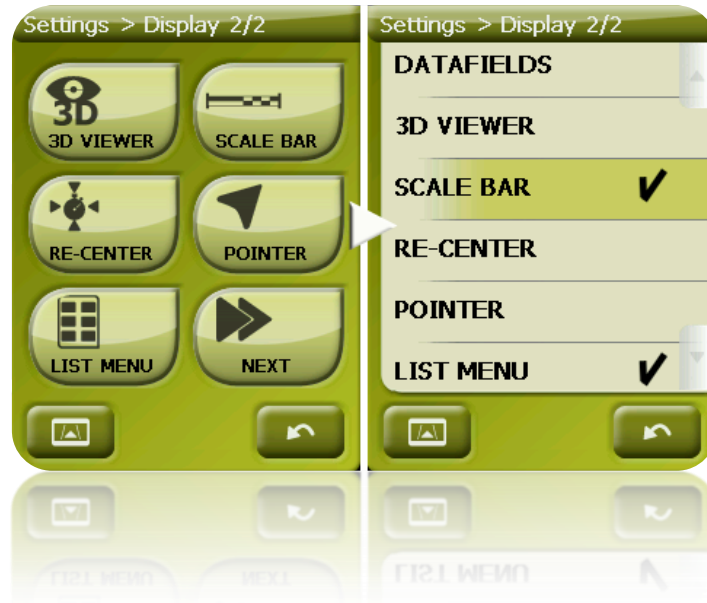 Settings > Display 2/2
3D
3D VIEWER
SCALE BAR
RE-CENTER
POINTER
LIST MENU
NEXT
Settings > Display 2/2
DATAFIELDS
3D VIEWER
SCALE BAR
RE-CENTER
POINTER
LIST MENU